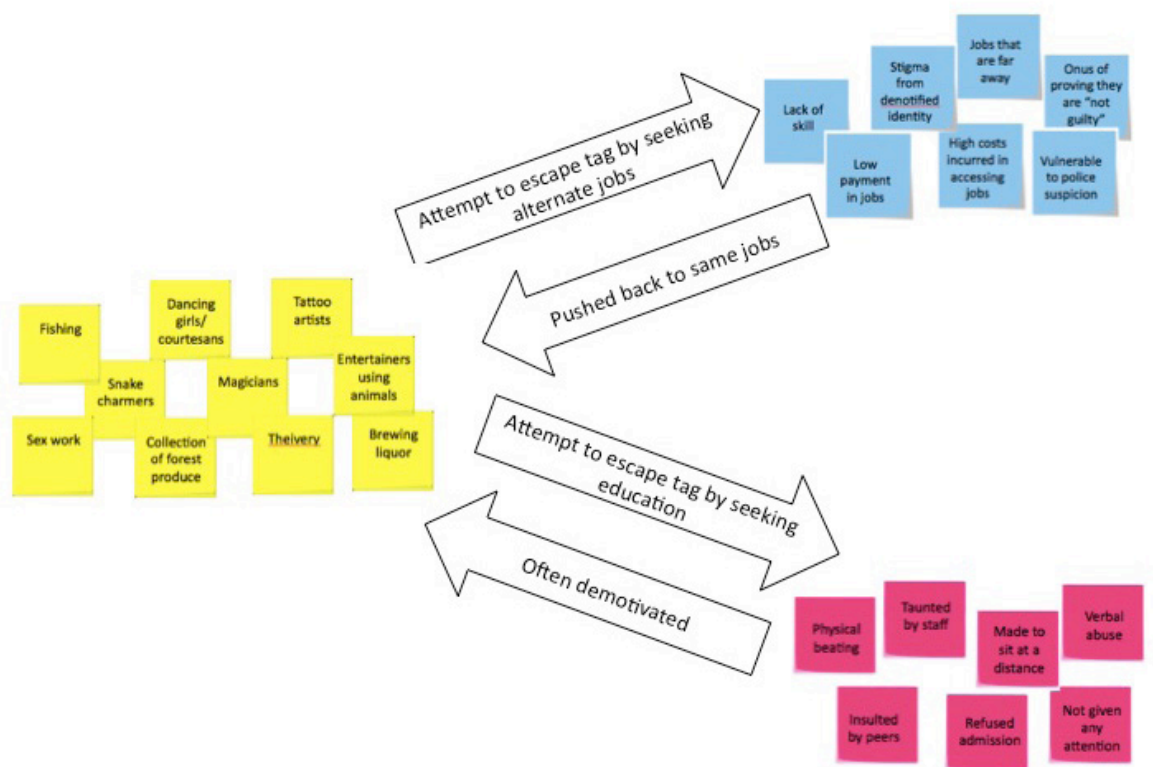 Jobs that
are far
away
Stigma
from
denotified
identity
Onus of
proving they
are "not
guilty"
Lack of
skill
Low
payment
in jobs
High costs
incurred in
accessing
jobs
Vulnerable
to police
suspicion
Attempt to escape tag by seeking
alternate jobs
Pushed back to same jobs
Fishing
Dancing
girls/
courtesans
Tattoo
artists
Snake
charmers
Magicians
Entertainers
using
animals
Sex work
Collection
of forest
produce
Theivery
Brewing
liquor
Attempt to escape tag by seeking
education
Often demotivated
Physical
beating
Taunted
by staff
Made to
sit at a
distance
Verbal
abuse
Insulted
by peers
Refused
admission
Not given
any
attention